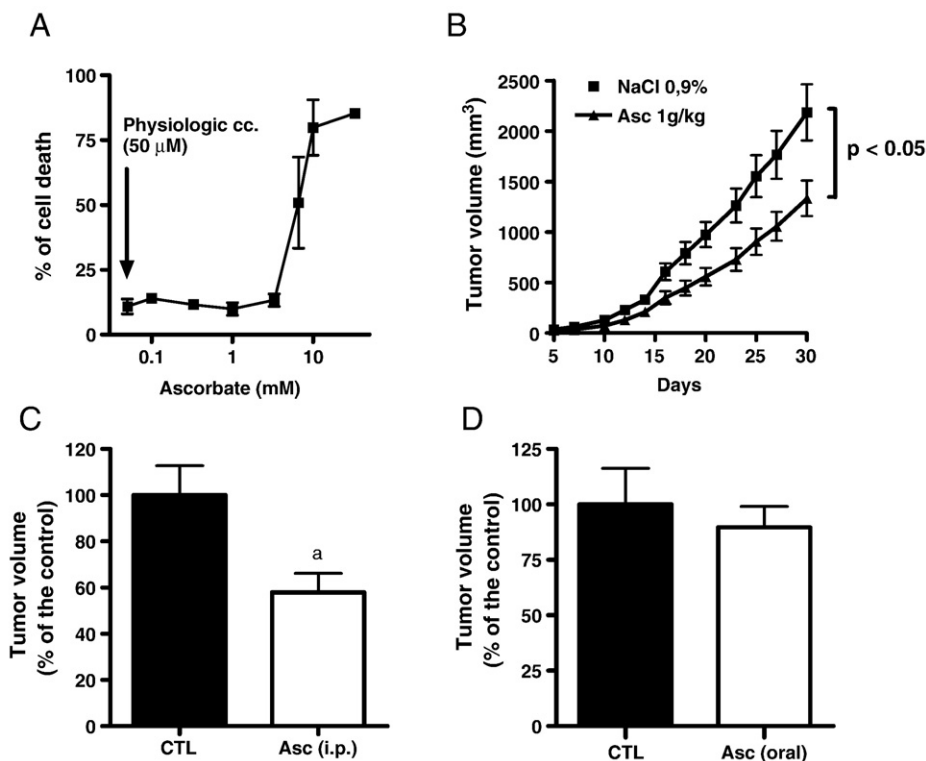 A
% of cell death
100
75
50
25
0
Physiologic cc.
(50 μM)
0.1
1
10
Ascorbate (mM)
B
Tumor volume (mm³)
2500
2000
1500
1000
500
0
NaCl 0,9%
Asc 1g/kg
p < 0.05
5
10
15
20
25
30
Days
C
Tumor volume
(% of the control)
120
100
80
60
40
20
0
a
CTL
Asc (i.p.)
D
Tumor volume
(% of the control)
125
100
75
50
25
0
CTL
Asc (oral)